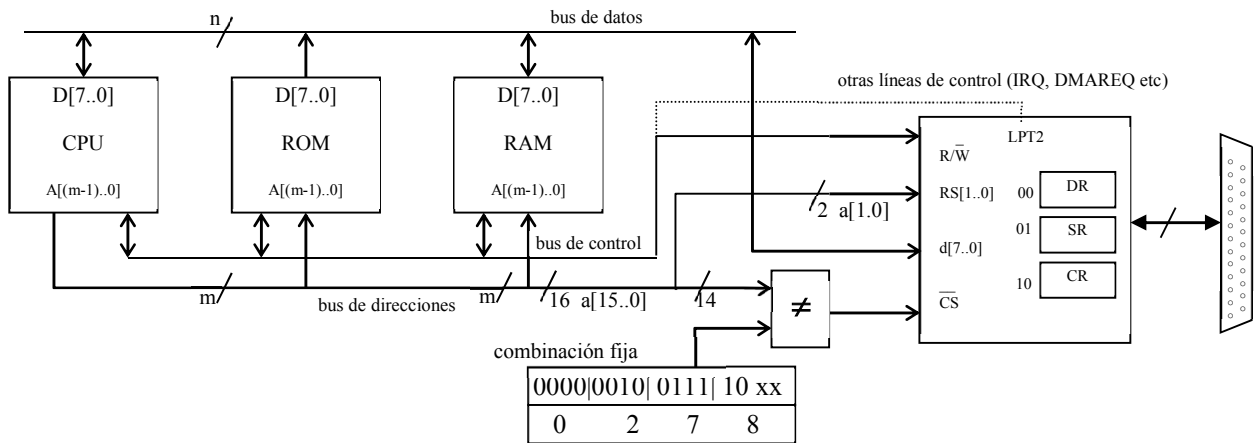 n
bus de datos
D[7..0]
CPU
A[(m-1)..0]
D[7..0]
ROM
A[(m-1)..0]
D[7..0]
RAM
A[(m-1)..0]
otras líneas de control (IRQ, DMAREQ etc)
LPT2
R/W̅
RS[1..0]
00
DR
2 a[1.0]
01
SR
d[7..0]
10
CR
C̅S̅
bus de control
m
bus de direcciones
m
16 a[15..0]
14
≠
combinación fija
0000|0010| 0111| 10 xx
0 2 7 8